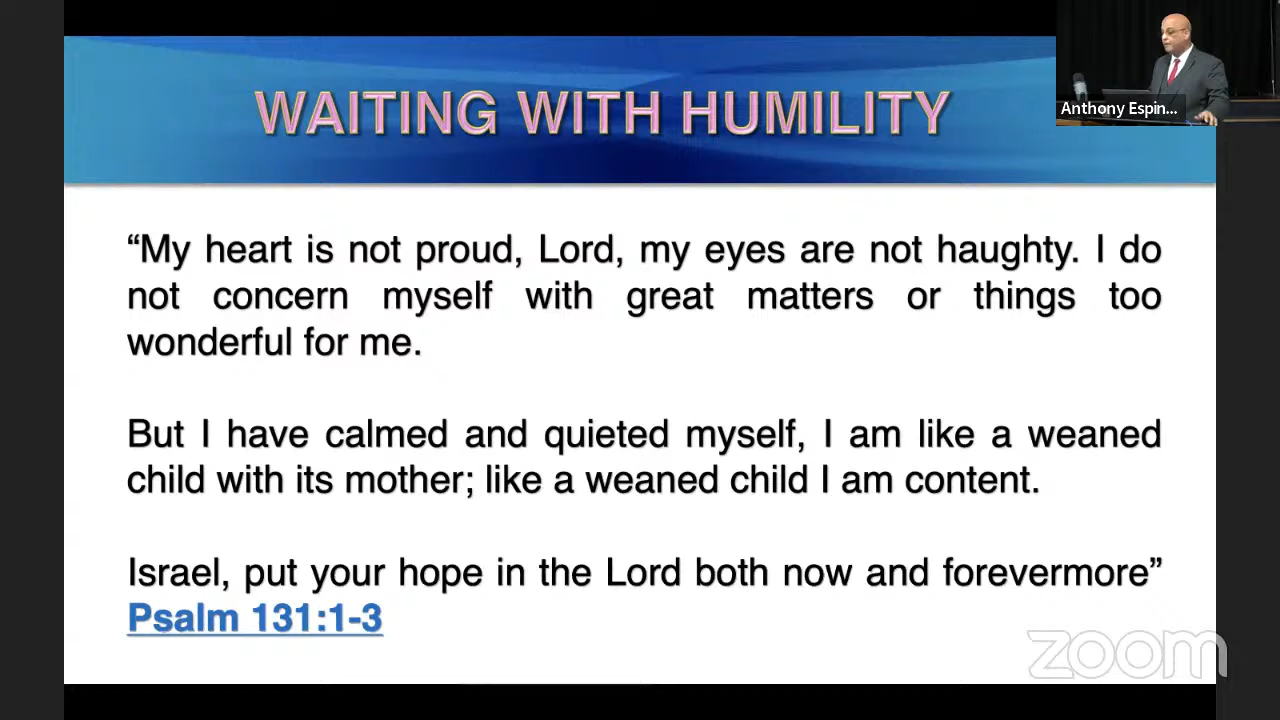 WAITING WITH HUMILITY
Anthony Espin...
“My heart is not proud, Lord, my eyes are not haughty. I do
not concern myself with great matters or things too
wonderful for me.
But I have calmed and quieted myself, I am like a weaned
child with its mother; like a weaned child I am content.
Israel, put your hope in the Lord both now and forevermore”
Psalm 131:1-3
zoom